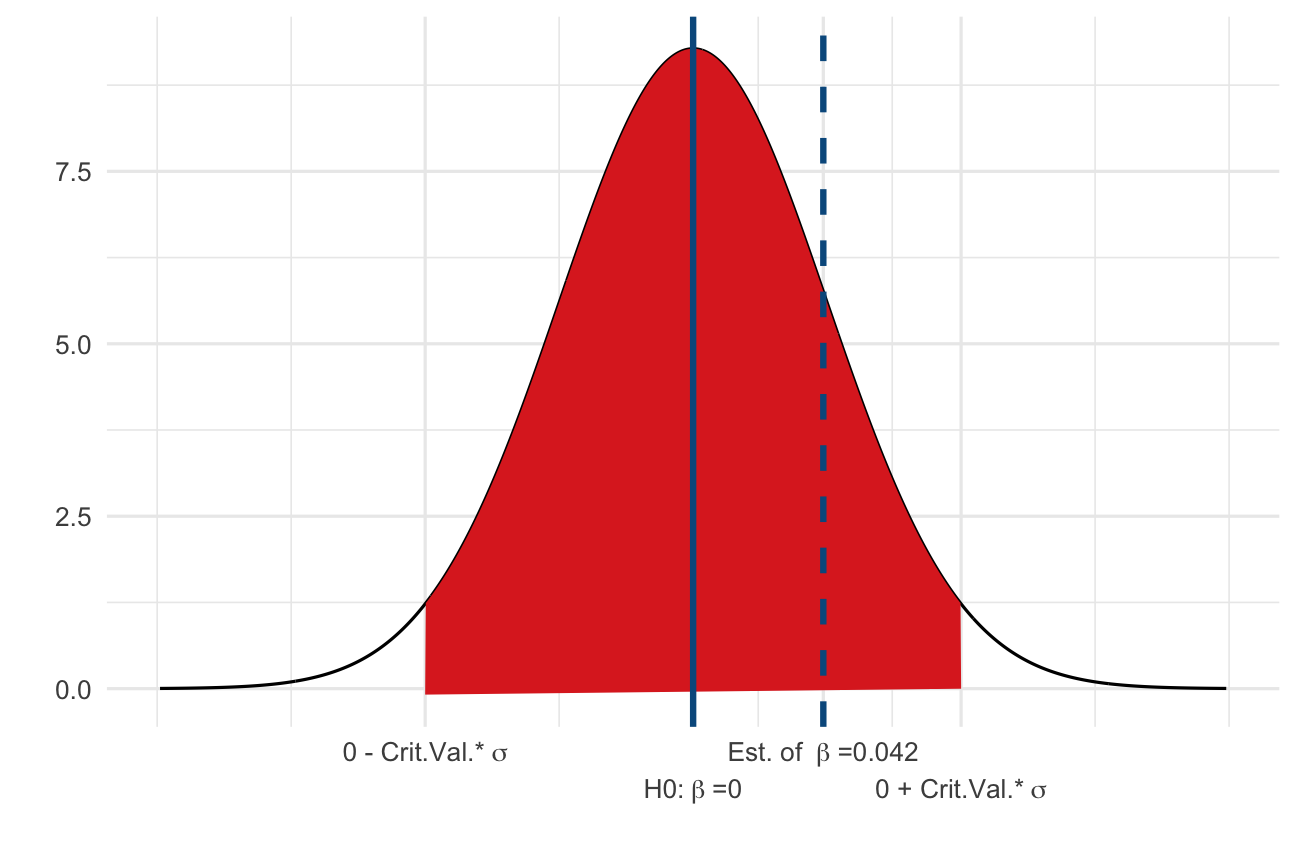 7.5
5.0
2.5
0.0
0 - Crit.Val.* σ
Est. of β =0.042
H0: β =0
0 + Crit.Val.* σ